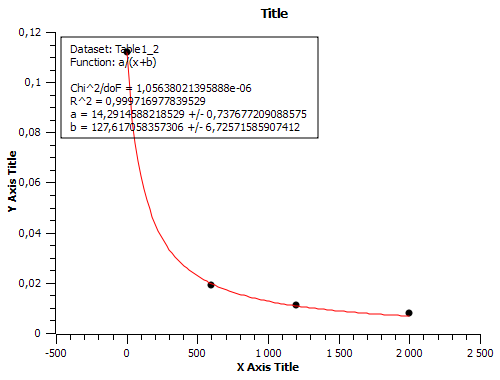 Title
Dataset: Table1_2
Function: a/(x+b)
Chi^2/doF = 1,05638021395888e-06
R^2 = 0,999716977839529
a = 14,2914588218529 +/- 0,737677209088575
b = 127,617058357306 +/- 6,72571585907412
Y Axis Title
0,12
0,1
0,08
0,06
0,04
0,02
0
-500
0
500
1 000
1 500
2 000
2 500
X Axis Title